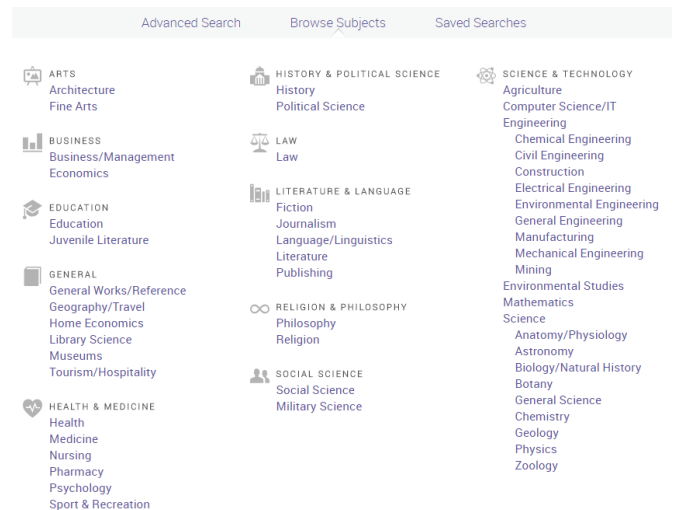 Advanced Search Browse Subjects Saved Searches
ARTS
Architecture
Fine Arts
BUSINESS
Business/Management
Economics
EDUCATION
Education
Juvenile Literature
GENERAL
General Works/Reference
Geography/Travel
Home Economics
Library Science
Museums
Tourism/Hospitality
HEALTH & MEDICINE
Health
Medicine
Nursing
Pharmacy
Psychology
Sport & Recreation
HISTORY & POLITICAL SCIENCE
History
Political Science
LAW
Law
LITERATURE & LANGUAGE
Fiction
Journalism
Language/Linguistics
Literature
Publishing
RELIGION & PHILOSOPHY
Philosophy
Religion
SOCIAL SCIENCE
Social Science
Military Science
SCIENCE & TECHNOLOGY
Agriculture
Computer Science/IT
Engineering
Chemical Engineering
Civil Engineering
Construction
Electrical Engineering
Environmental Engineering
General Engineering
Manufacturing
Mechanical Engineering
Mining
Environmental Studies
Mathematics
Science
Anatomy/Physiology
Astronomy
Biology/Natural History
Botany
General Science
Chemistry
Geology
Physics
Zoology